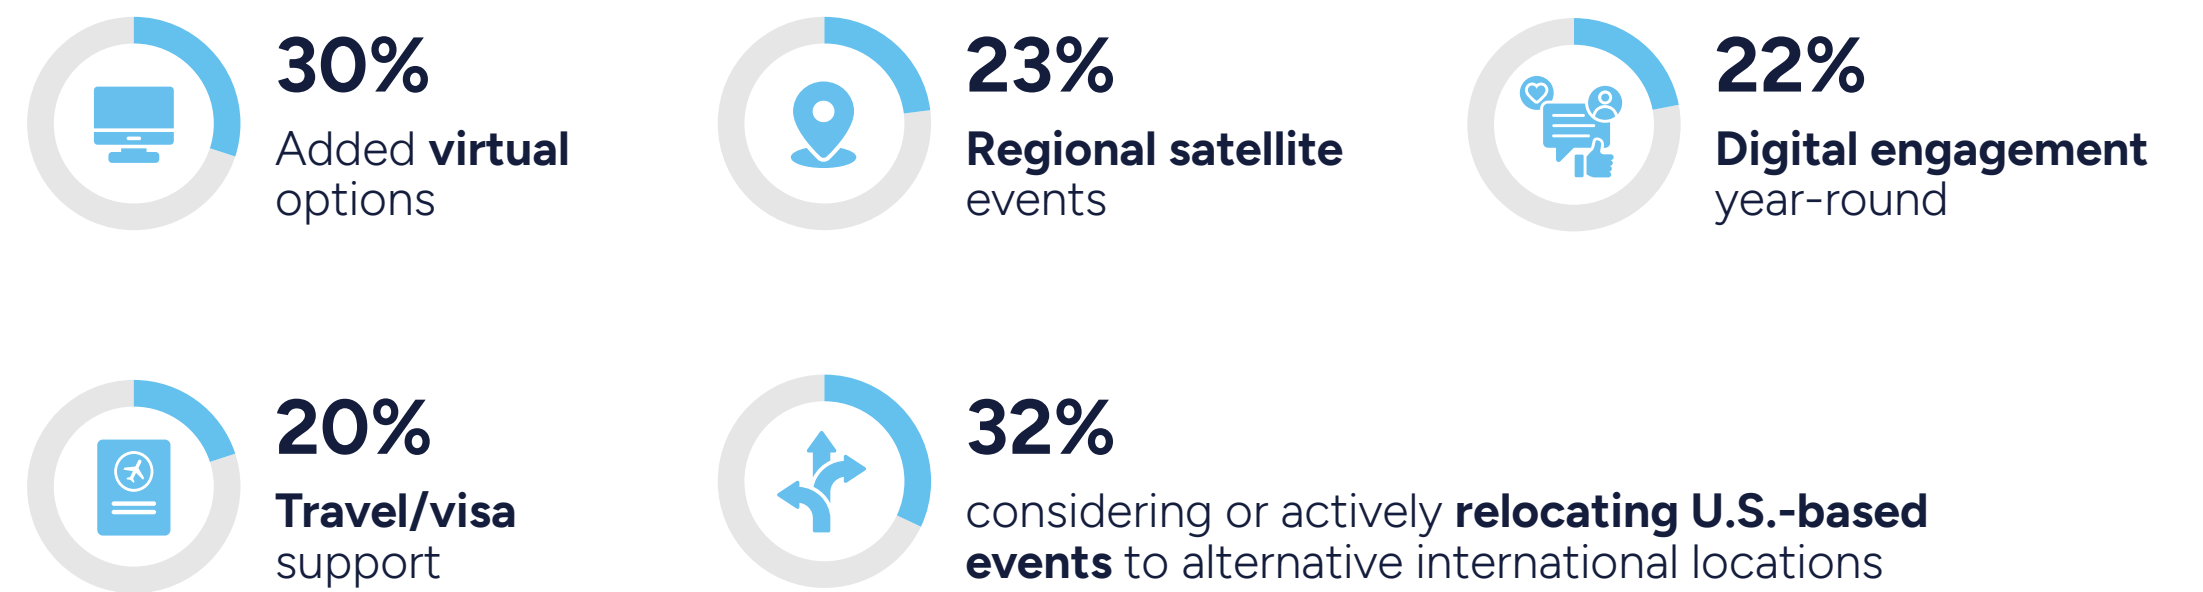 30%
Added virtual
options
23%
Regional satellite
events
22%
Digital engagement
year-round
20%
Travel/visa
support
32%
considering or actively relocating U.S.-based
events to alternative international locations